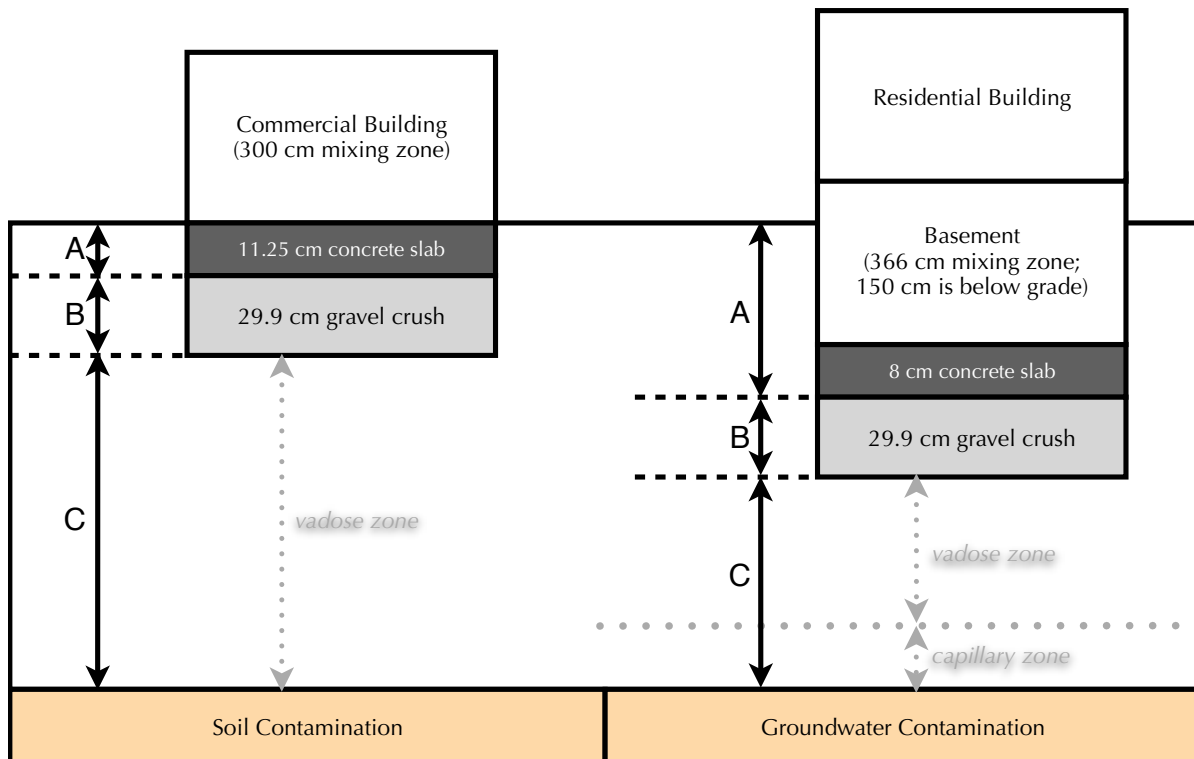 Commercial Building
(300 cm mixing zone)
11.25 cm concrete slab
29.9 cm gravel crush
A
B
C
vadose zone
Soil Contamination
Residential Building
Basement
(366 cm mixing zone;
150 cm is below grade)
8 cm concrete slab
29.9 cm gravel crush
A
B
C
vadose zone
capillary zone
Groundwater Contamination